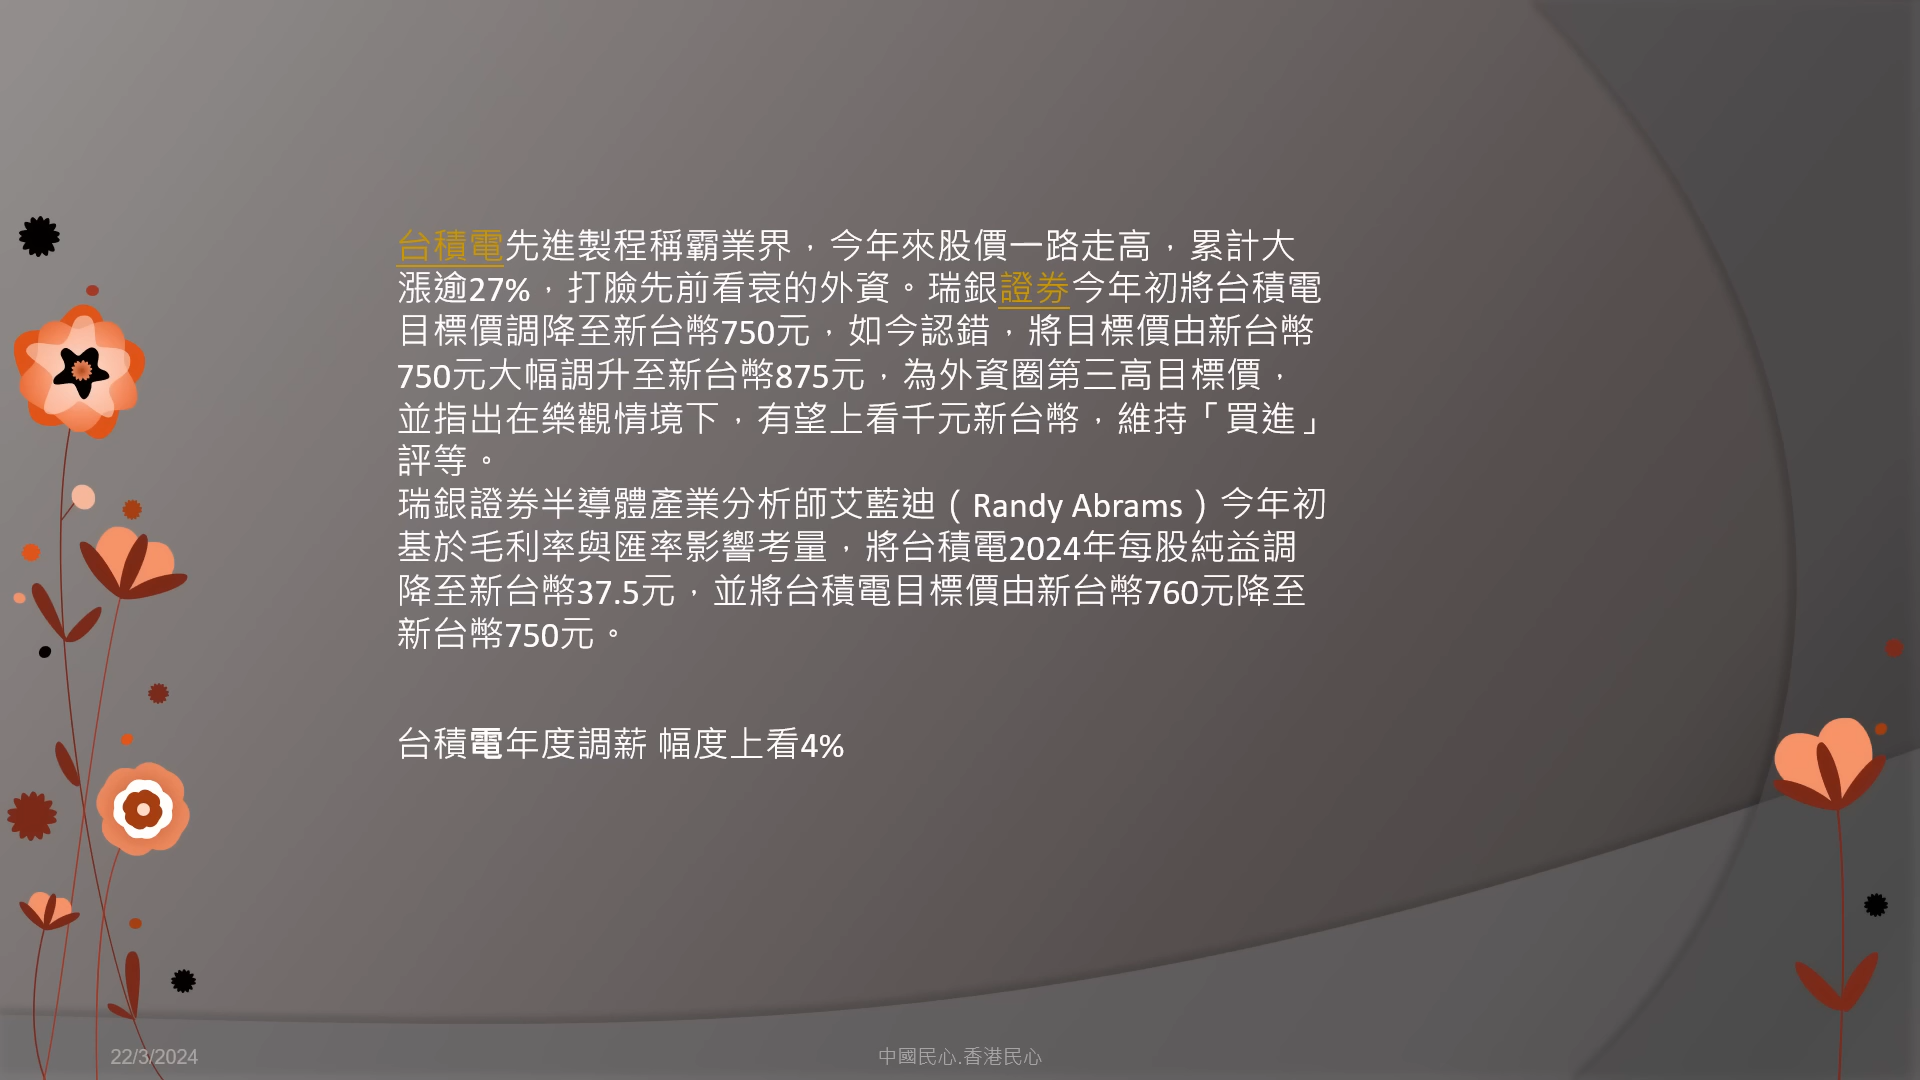 台積電先進製程稱霸業界，今年來股價一路走高，累計大
漲逾27%，打臉先前看衰的外資。瑞銀證券今年初將台積電
目標價調降至新台幣750元，如今認錯，將目標價由新台幣
750元大幅調升至新台幣875元，為外資圈第三高目標價，
並指出在樂觀情境下，有望上看千元新台幣，維持「買進」
評等。
瑞銀證券半導體產業分析師艾藍迪（Randy Abrams）今年初
基於毛利率與匯率影響考量，將台積電2024年每股純益調
降至新台幣37.5元，並將台積電目標價由新台幣760元降至
新台幣750元。
台積電年度調薪 幅度上看4%
22/3/2024
中國民心.香港民心